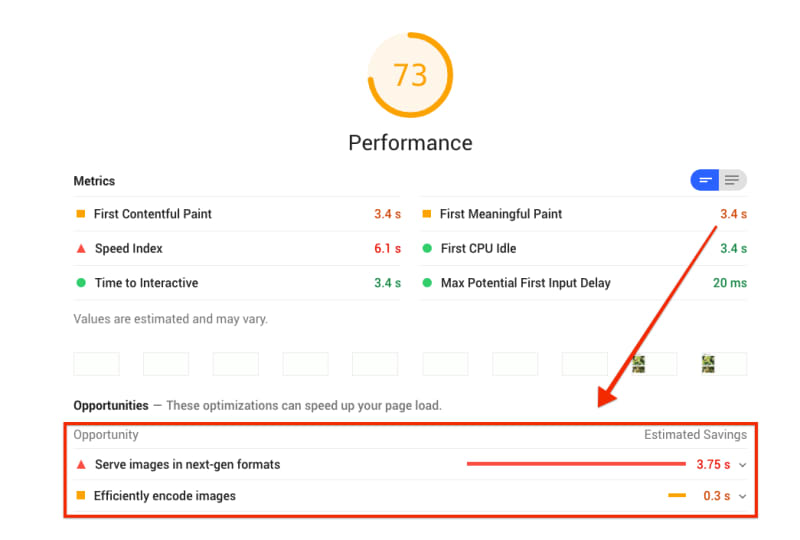 73
Performance
Metrics
First Contentful Paint 3.4 s First Meaningful Paint 3.4 s
Speed Index 6.1 s First CPU Idle 3.4 s
Time to Interactive 3.4 s Max Potential First Input Delay 20 ms
Values are estimated and may vary.
Opportunities — These optimizations can speed up your page load.
Opportunity Estimated Savings
Serve images in next-gen formats 3.75 s
Efficiently encode images 0.3 s